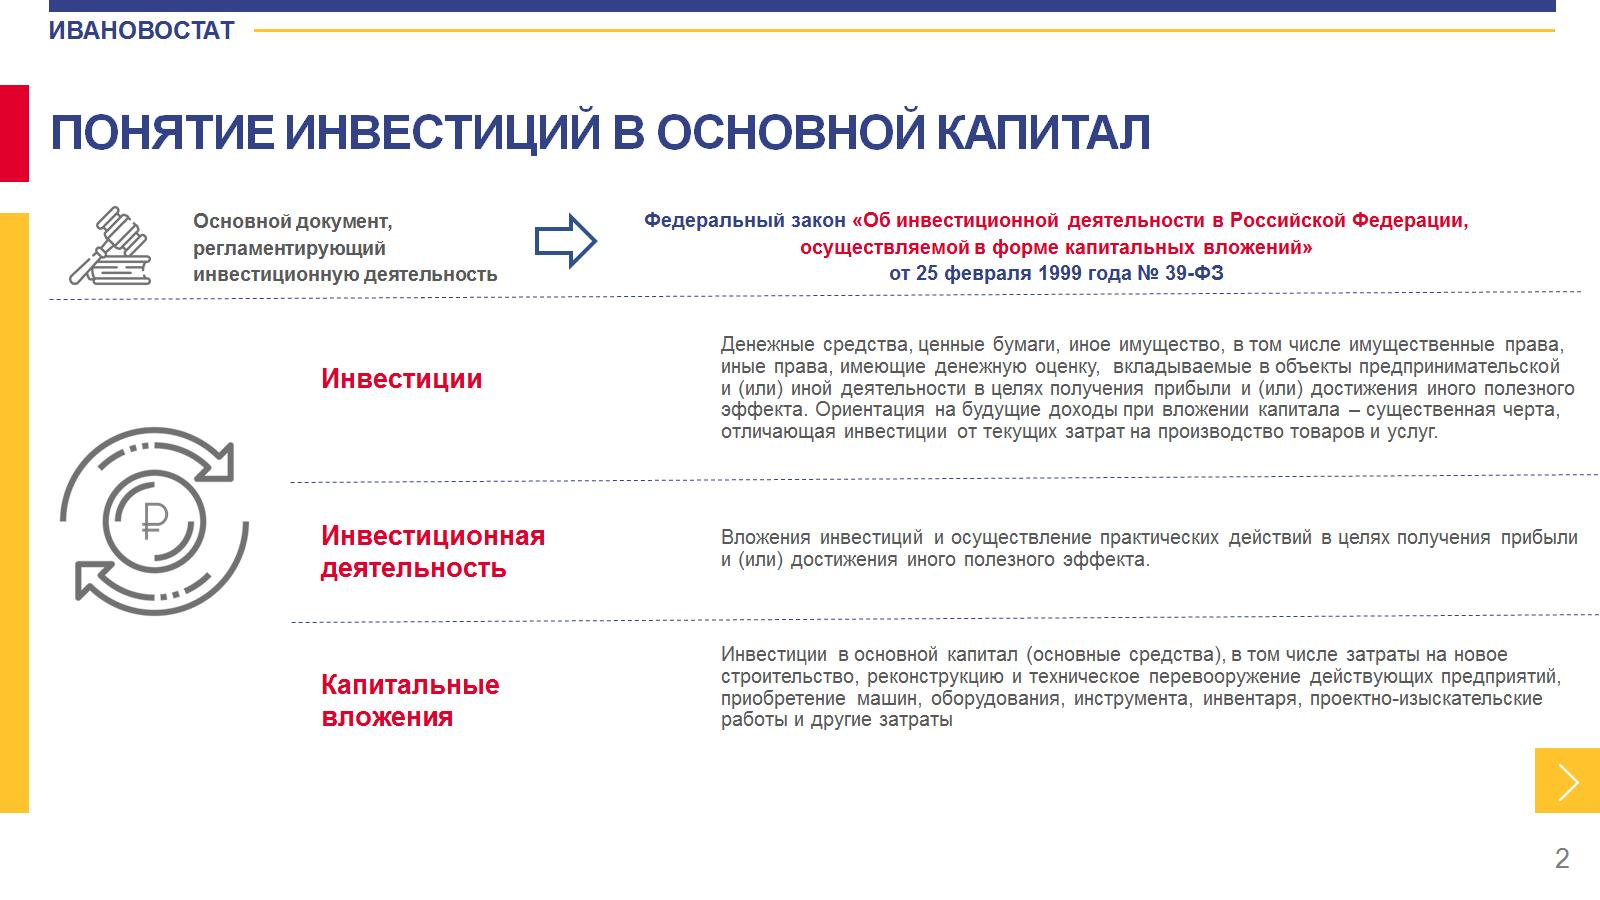 ИВАНОВОСТАТ
ПОНЯТИЕ ИНВЕСТИЦИЙ В ОСНОВНОЙ КАПИТАЛ
Основной документ,
регламентирующий
инвестиционную деятельность
Федеральный закон «Об инвестиционной деятельности в Российской Федерации,
осуществляемой в форме капитальных вложений»
от 25 февраля 1999 года № 39-ФЗ
Инвестиции
Денежные средства, ценные бумаги, иное имущество, в том числе имущественные права,
иные права, имеющие денежную оценку, вкладываемые в объекты предпринимательской
и (или) иной деятельности в целях получения прибыли и (или) достижения иного полезного
эффекта. Ориентация на будущие доходы при вложении капитала – существенная черта,
отличающая инвестиции от текущих затрат на производство товаров и услуг.
Инвестиционная
деятельность
Вложения инвестиций и осуществление практических действий в целях получения прибыли
и (или) достижения иного полезного эффекта.
Капитальные
вложения
Инвестиции в основной капитал (основные средства), в том числе затраты на новое
строительство, реконструкцию и техническое перевооружение действующих предприятий,
приобретение машин, оборудования, инструмента, инвентаря, проектно-изыскательские
работы и другие затраты
₽
2